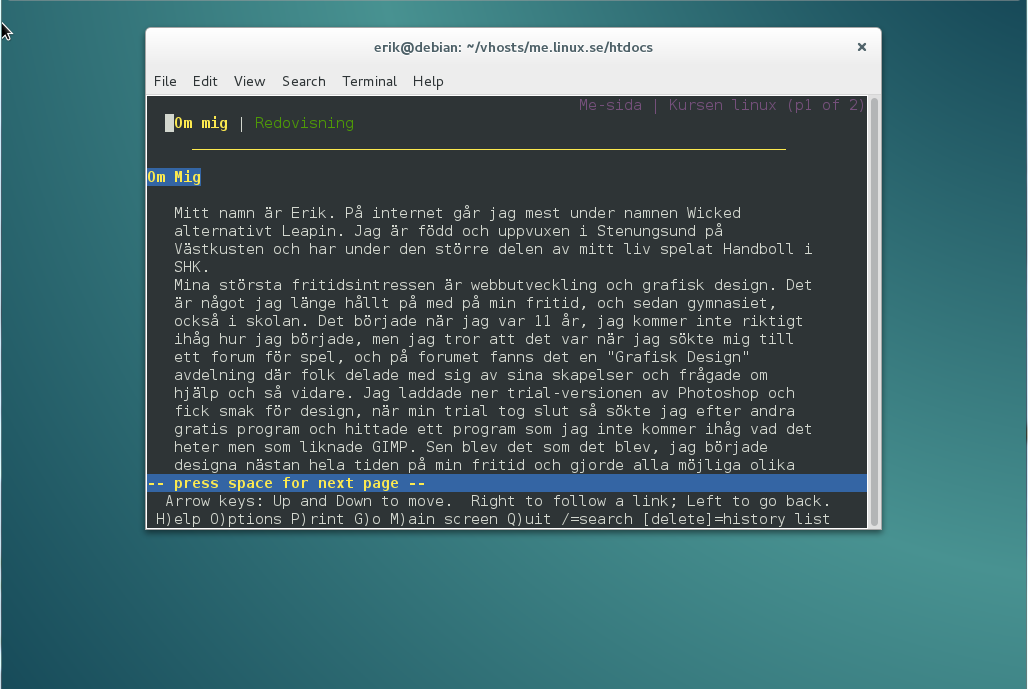 erik@debian: ~/vhosts/me.linux.se/htdocs
File Edit View Search Terminal Help
Me-sida | Kursen linux (p1 of 2)
Om mig | Redovisning
Om Mig
Mitt namn är Erik. På internet går jag mest under namnen Wicked
alternativt Leapin. Jag är född och uppvuxen i Stenungsund på
Västkusten och har under den större delen av mitt liv spelat Handboll i
SHK.
Mina största fritidsintressen är webbutveckling och grafisk design. Det
är något jag länge hållt på med på min fritid, och sedan gymnasiet,
också i skolan. Det började när jag var 11 år, jag kommer inte riktigt
ihåg hur jag började, men jag tror att det var när jag sökte mig till
ett forum för spel, och på forumet fanns det en "Grafisk Design"
avdelning där folk delade med sig av sina skapelser och frågade om
hjälp och så vidare. Jag laddade ner trial-versionen av Photoshop och
fick smak för design, när min trial tog slut så sökte jag efter andra
gratis program och hittade ett program som jag inte kommer ihåg vad det
heter men som liknade GIMP. Sen blev det som det blev, jag började
designa nästan hela tiden på min fritid och gjorde alla möjliga olika
-- press space for next page --
Arrow keys: Up and Down to move. Right to follow a link; Left to go back.
H)elp O)ptions P)rint G)o M)ain screen Q)uit /=search [delete]=history list